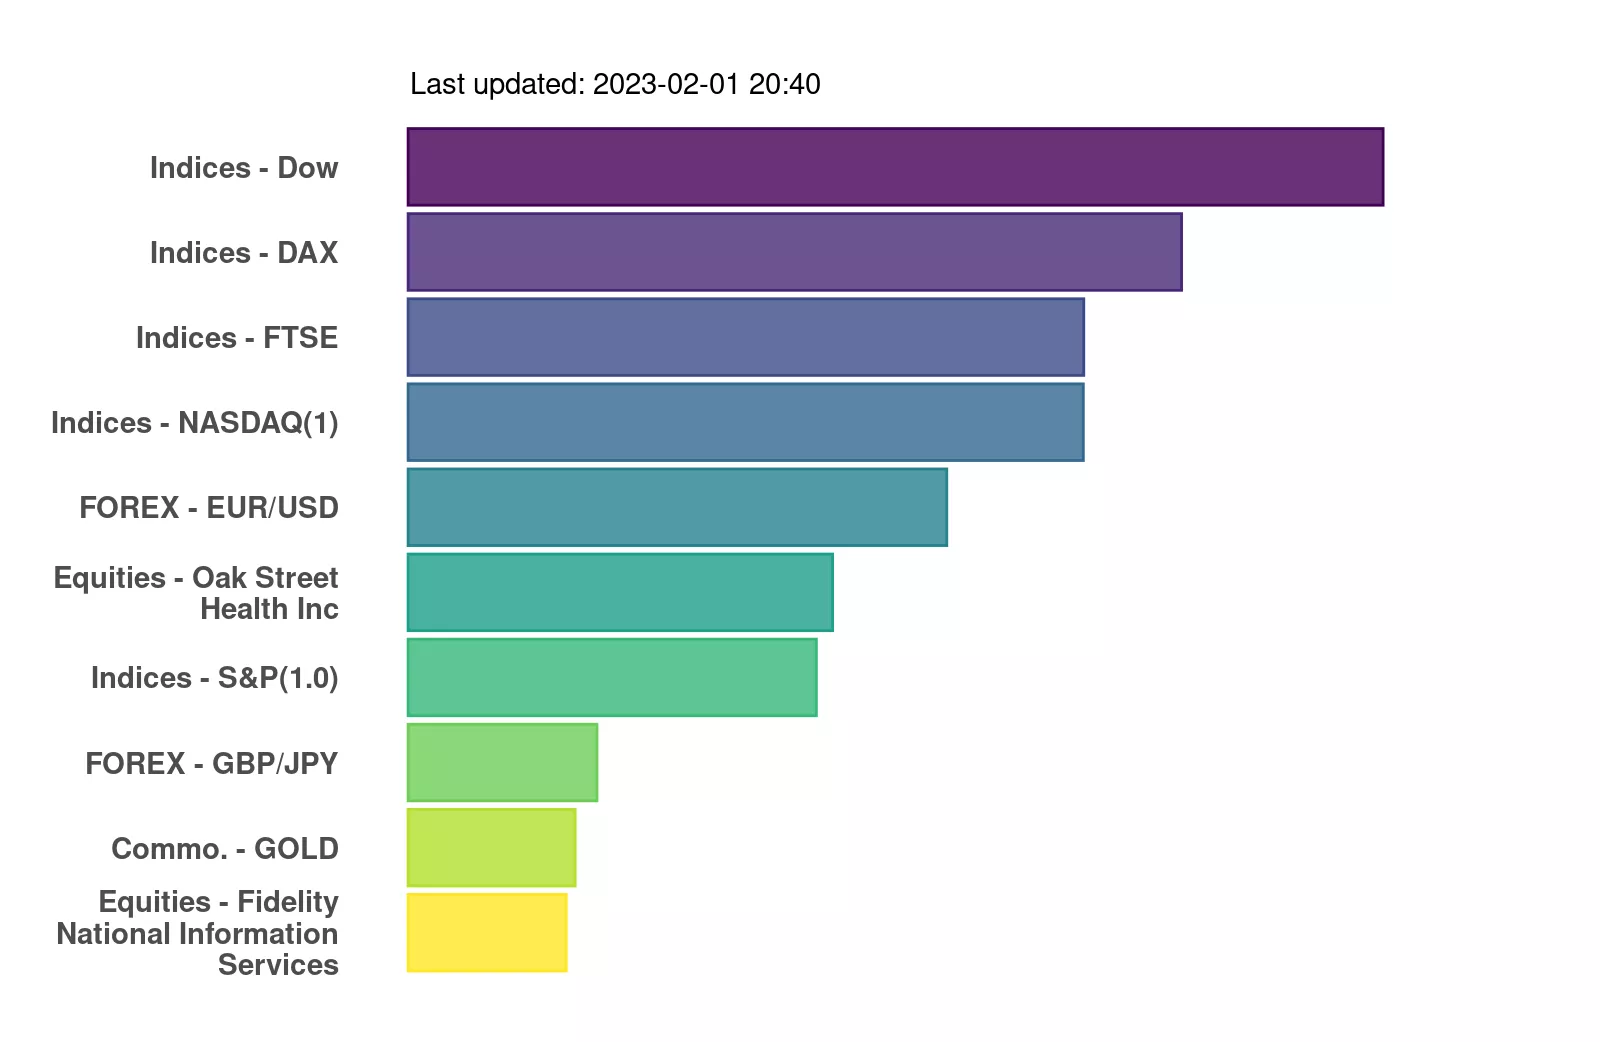 Last updated: 2023-02-01 20:40
Indices - Dow
Indices - DAX
Indices - FTSE
Indices - NASDAQ(1)
FOREX - EUR/USD
Equities - Oak Street
Health Inc
Indices - S&P(1.0)
FOREX - GBP/JPY
Commo. - GOLD
Equities - Fidelity
National Information
Services